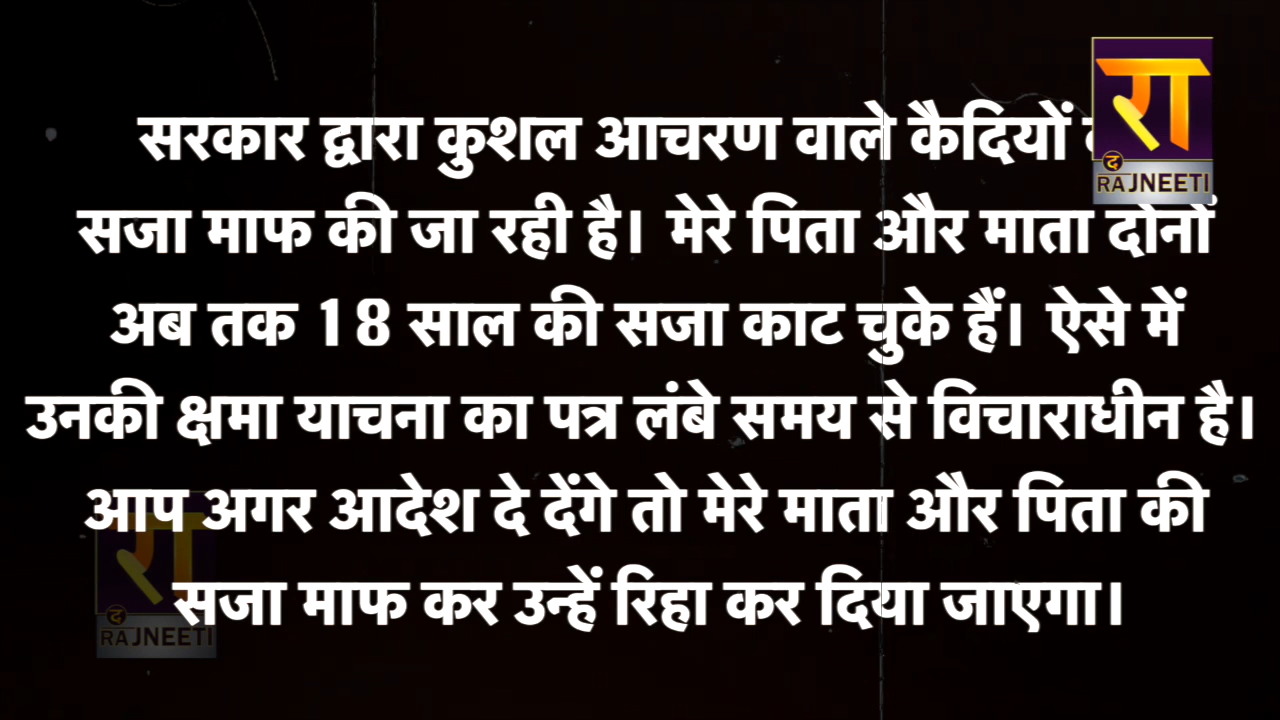 सरकार द्वारा कुशल आचरण वाले कैदियों
सजा माफ की जा रही है। मेरे पिता और माता दोनों
अब तक 18 साल की सजा काट चुके हैं। ऐसे में
उनकी क्षमा याचना का पत्र लंबे समय से विचाराधीन है।
आप अगर आदेश दे देंगे तो मेरे माता और पिता की
सजा माफ कर उन्हें रिहा कर दिया जाएगा।
रा
द
RAJNEETI
रा
द
RAJNEETI